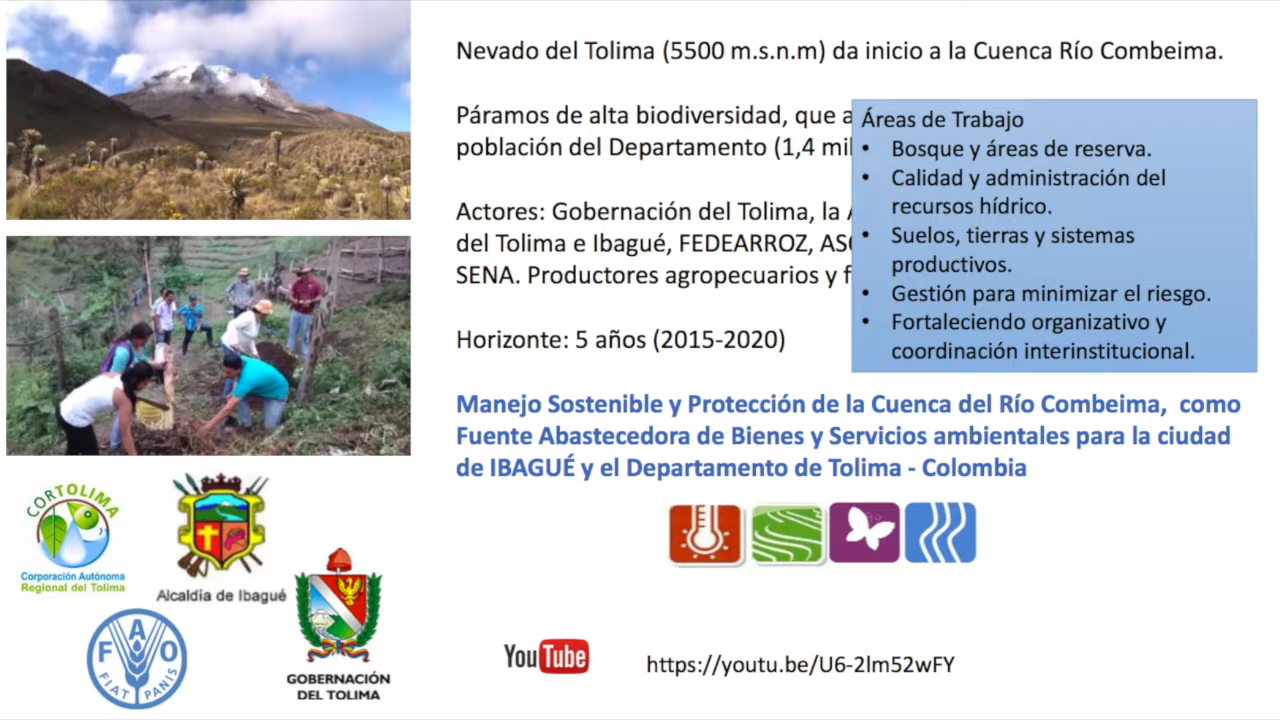 Nevado del Tolima (5500 m.s.n.m) da inicio a la Cuenca Río Combeima.
Páramos de alta biodiversidad, que a
población del Departamento (1,4 mil
Actores: Gobernación del Tolima, la
del Tolima e Ibagué, FEDEARROZ,
SENA. Productores agropecuarios y f
Horizonte: 5 años (2015-2020)
Áreas de Trabajo
• Bosque y áreas de reserva.
• Calidad y administración del
recursos hídrico.
• Suelos, tierras y sistemas
productivos.
• Gestión para minimizar el riesgo.
• Fortaleciendo organizativo y
coordinación interinstitucional.
Manejo Sostenible y Protección de la Cuenca del Río Combeima, como
Fuente Abastecedora de Bienes y Servicios ambientales para la ciudad
de IBAGUÉ y el Departamento de Tolima - Colombia
CORTOLIMA
Corporación Autónoma
Regional del Tolima
Alcaldía de Ibagué
FAO
FIAT PANIS
GOBERNACIÓN
DEL TOLIMA
YouTube
https://youtu.be/U6-2lm52wFY